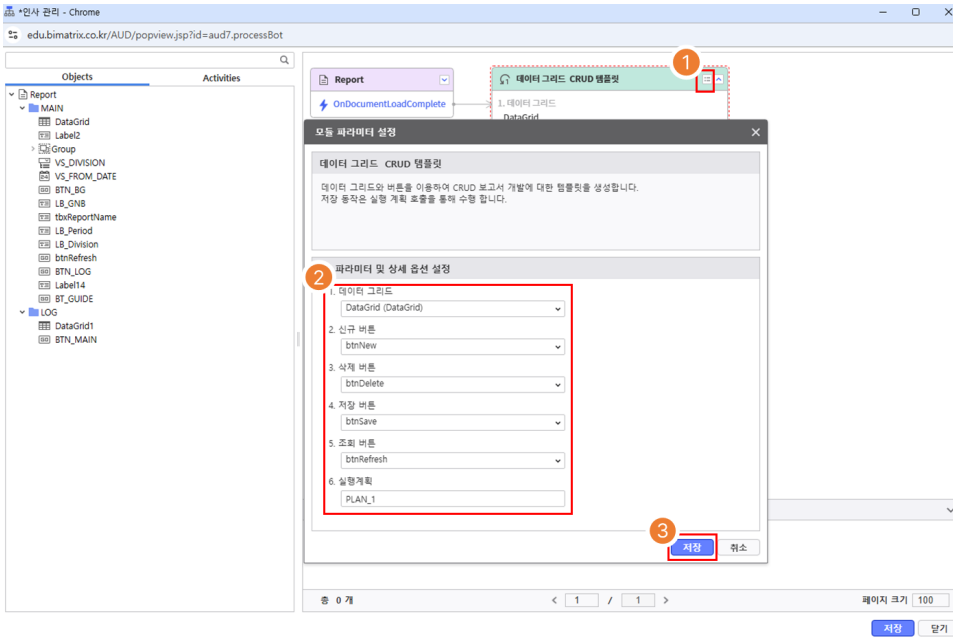 *인사 관리 - Chrome
edu.bimatrix.co.kr/AUD/popview.jsp?id=aud7.processBot
Objects
Activities
Report
MAIN
DataGrid
Label2
Group
VS_DIVISION
VS_FROM_DATE
BTN_BG
LB_GNB
tbxReportName
LB_Period
LB_Division
btnRefresh
BTN_LOG
Label14
BT_GUIDE
LOG
DataGrid1
BTN_MAIN
Report
OnDocumentLoadComplete
1
데이터 그리드 CRUD 템플릿
1. 데이터 그리드
DataGrid
모듈 파라미터 설정
데이터 그리드 CRUD 템플릿
데이터 그리드와 버튼을 이용하여 CRUD 보고서 개발에 대한 템플릿을 생성합니다.
저장 동작은 실행 계획 호출을 통해 수행 합니다.
2
파라미터 및 상세 옵션 설정
1. 데이터 그리드
DataGrid (DataGrid)
2. 신규 버튼
btnNew
3. 삭제 버튼
btnDelete
4. 저장 버튼
btnSave
5. 조회 버튼
btnRefresh
6. 실행계획
PLAN_1
3
저장
취소
총 0 개
1 / 1
페이지 크기 100
저장
닫기